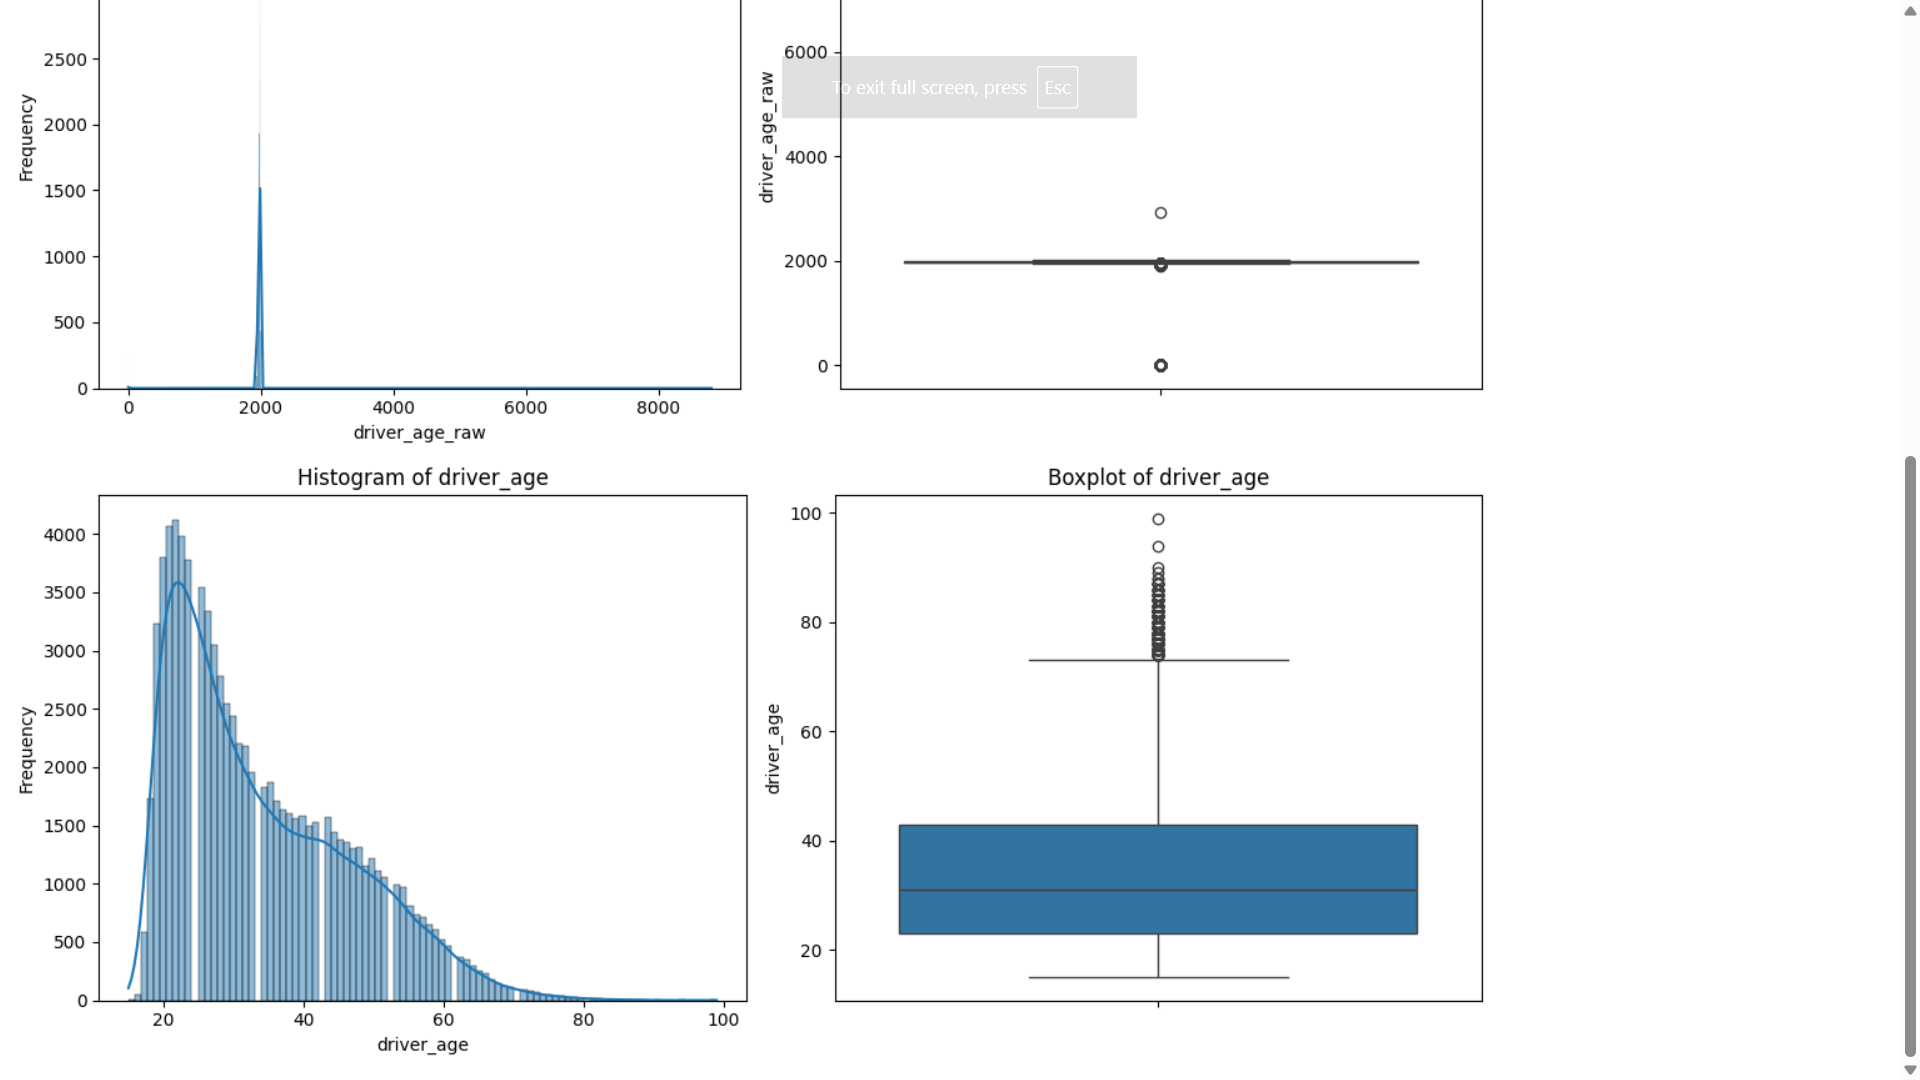 2500
2000
1500
1000
500
0
Frequency
0 2000 4000 6000 8000
driver_age_raw
6000
4000
2000
0
driver_age_raw
To exit full screen, press Esc
Histogram of driver_age
4000
3500
3000
2500
2000
1500
1000
500
0
Frequency
20 40 60 80 100
driver_age
Boxplot of driver_age
100
80
60
40
20
driver_age